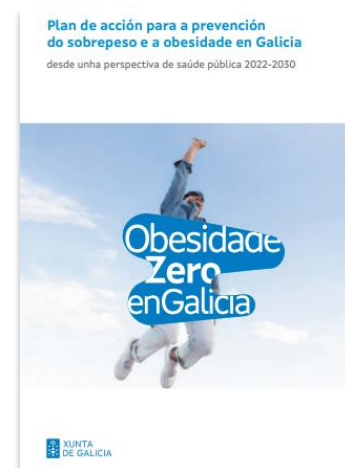 Plan de acción para a prevención
do sobrepeso e a obesidade en Galicia
desde unha perspectiva de saúde pública 2022-2030
Obesidade
Zero
enGalicia
XUNTA
DE GALICIA